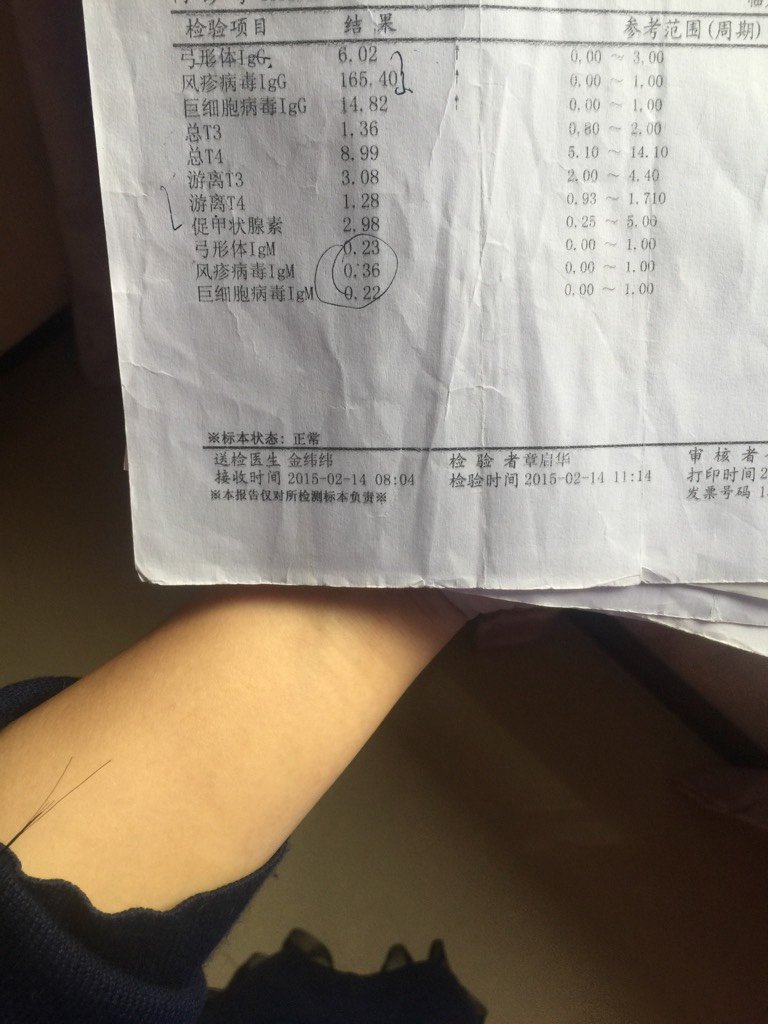 检验项目 结果 参考范围(周期)
弓形体IgG 6.02 ↑ 0.00 ~ 3.00
风疹病毒IgG 165.40 ↑ 0.00 ~ 1.00
巨细胞病毒IgG 14.82 ↑ 0.00 ~ 1.00
总T3 1.36 0.80 ~ 2.00
总T4 8.99 5.10 ~ 14.10
游离T3 3.08 2.00 ~ 4.40
游离T4 1.28 0.93 ~ 1.710
促甲状腺素 2.98 0.25 ~ 5.00
弓形体IgM 0.23 0.00 ~ 1.00
风疹病毒IgM 0.36 0.00 ~ 1.00
巨细胞病毒IgM 0.22 0.00 ~ 1.00
※标本状态: 正常
送检医生 金纬纬 检 验 者 章启华 审 核 者
接收时间 2015-02-14 08:04 检验时间 2015-02-14 11:14 打印时间 2
※本报告仅对所检测标本负责※ 发票号码 1